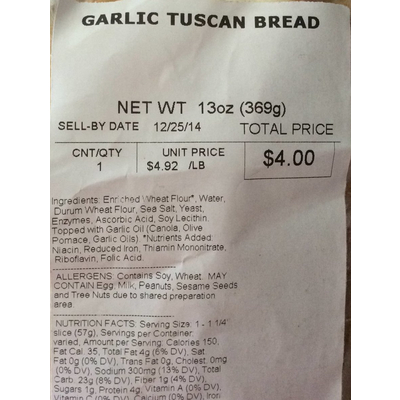 GARLIC TUSCAN BREAD
NET WT 13oz (369g)
SELL-BY DATE 12/25/14 TOTAL PRICE
CNT/QTY UNIT PRICE $4.00
1 $4.92 /LB
Ingredients: Enriched Wheat Flour*, Water,
Durum Wheat Flour, Sea Salt, Yeast,
Enzymes, Ascorbic Acid, Soy Lecithin.
Topped with Garlic Oil (Canola, Olive
Pomace, Garlic Oils). *Nutrients Added:
Niacin, Reduced Iron, Thiamin Mononitrate,
Riboflavin, Folic Acid.
ALLERGENS: Contains Soy, Wheat. MAY
CONTAIN Egg, Milk, Peanuts, Sesame Seeds
and Tree Nuts due to shared preparation
area.
NUTRITION FACTS: Serving Size: 1 - 1 1/4"
slice (57g), Servings per Container:
varied, Amount per Serving: Calories 150,
Fat Cal. 35, Total Fat 4g (6% DV), Sat
Fat 0g (0% DV), Trans Fat 0g, Cholest. 0mg
(0% DV), Sodium 300mg (13% DV), Total
Carb. 23g (8% DV), Fiber 1g (4% DV),
Sugars 1g, Protein 4g, Vitamin A (0% DV),
Vitamin C (0% DV), Calcium (0% DV), Iron